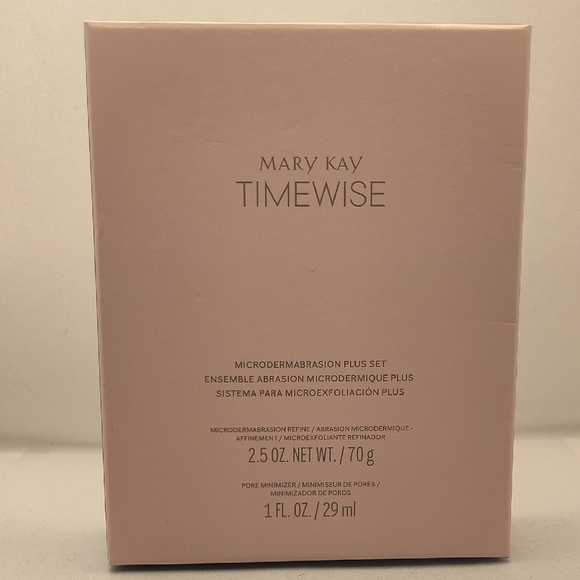 MARY KAY
TIMEWISE
MICRODERMABRASION PLUS SET
ENSEMBLE ABRASION MICRODERMIQUE PLUS
SISTEMA PARA MICROEXFOLIACIÓN PLUS
MICRODERMABRASION REFINE / ABRASION MICRODERMIQUE -
AFFINEMENT / MICROEXFOLIANTE REFINADOR
2.5 OZ. NET WT. / 70 g
PORE MINIMIZER / MINIMISEUR DE PORES /
MINIMIZADOR DE POROS
1 FL. OZ. / 29 ml